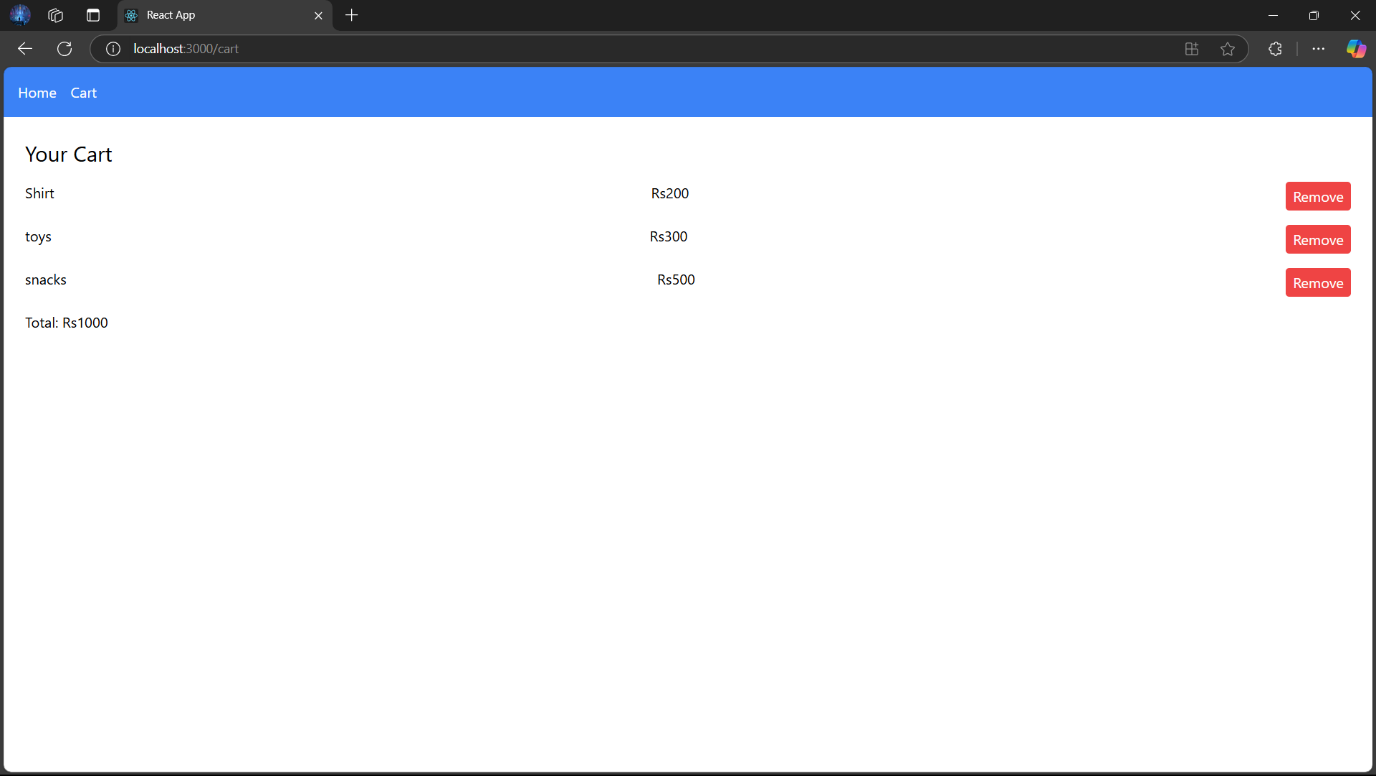 React App
localhost:3000/cart
Home Cart
Your Cart
Shirt Rs200 Remove
toys Rs300 Remove
snacks Rs500 Remove
Total: Rs1000